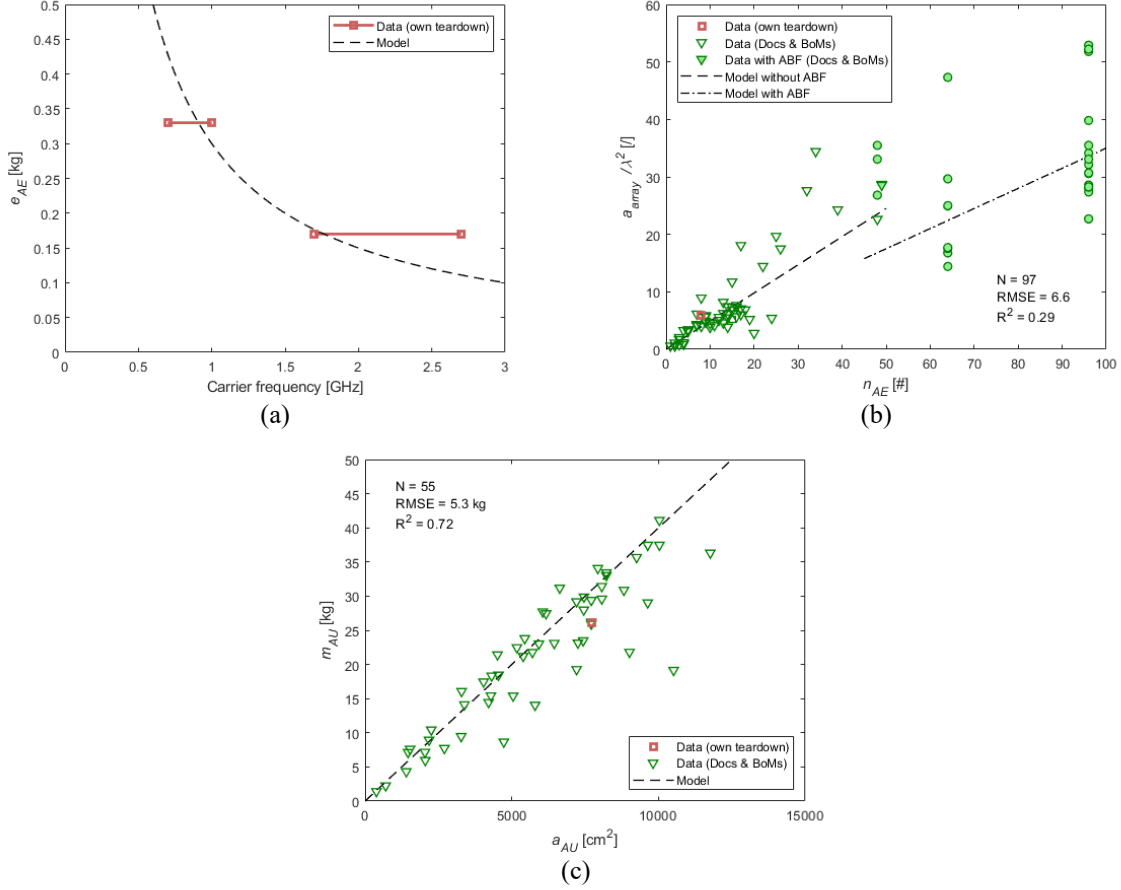 0.5
0.45
0.4
0.35
0.3
0.25
0.2
0.15
0.1
0.05
0
e_AE [kg]
Data (own teardown)
Model
0 0.5 1 1.5 2 2.5 3
Carrier frequency [GHz]
(a)
60
50
40
30
20
10
0
a_array / λ² [/]
Data (own teardown)
Data (Docs & BoMs)
Data with ABF (Docs & BoMs)
Model without ABF
Model with ABF
N = 97
RMSE = 6.6
R² = 0.29
0 10 20 30 40 50 60 70 80 90 100
n_AE [#]
(b)
50
45
40
35
30
25
20
15
10
5
0
m_AU [kg]
N = 55
RMSE = 5.3 kg
R² = 0.72
Data (own teardown)
Data (Docs & BoMs)
Model
0 5000 10000 15000
a_AU [cm²]
(c)